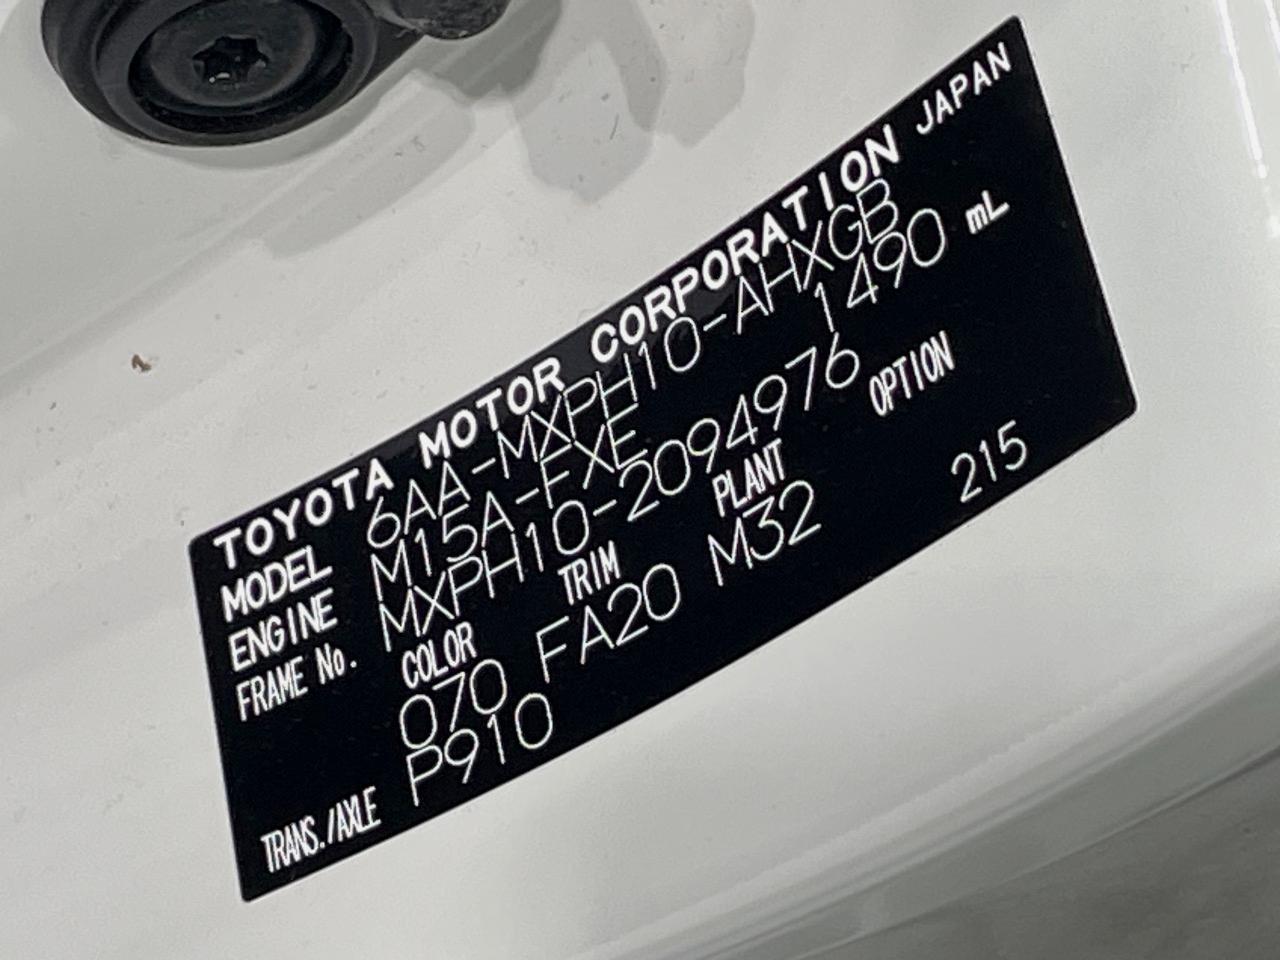 TOYOTA MOTOR CORPORATION JAPAN
MODEL 6AA-MXPH10-AHXGB
ENGINE M15A-FXE 1490 mL
FRAME No. MXPH10-2094976
COLOR TRIM PLANT OPTION
070 FA20 M32
TRANS./AXLE P910 215